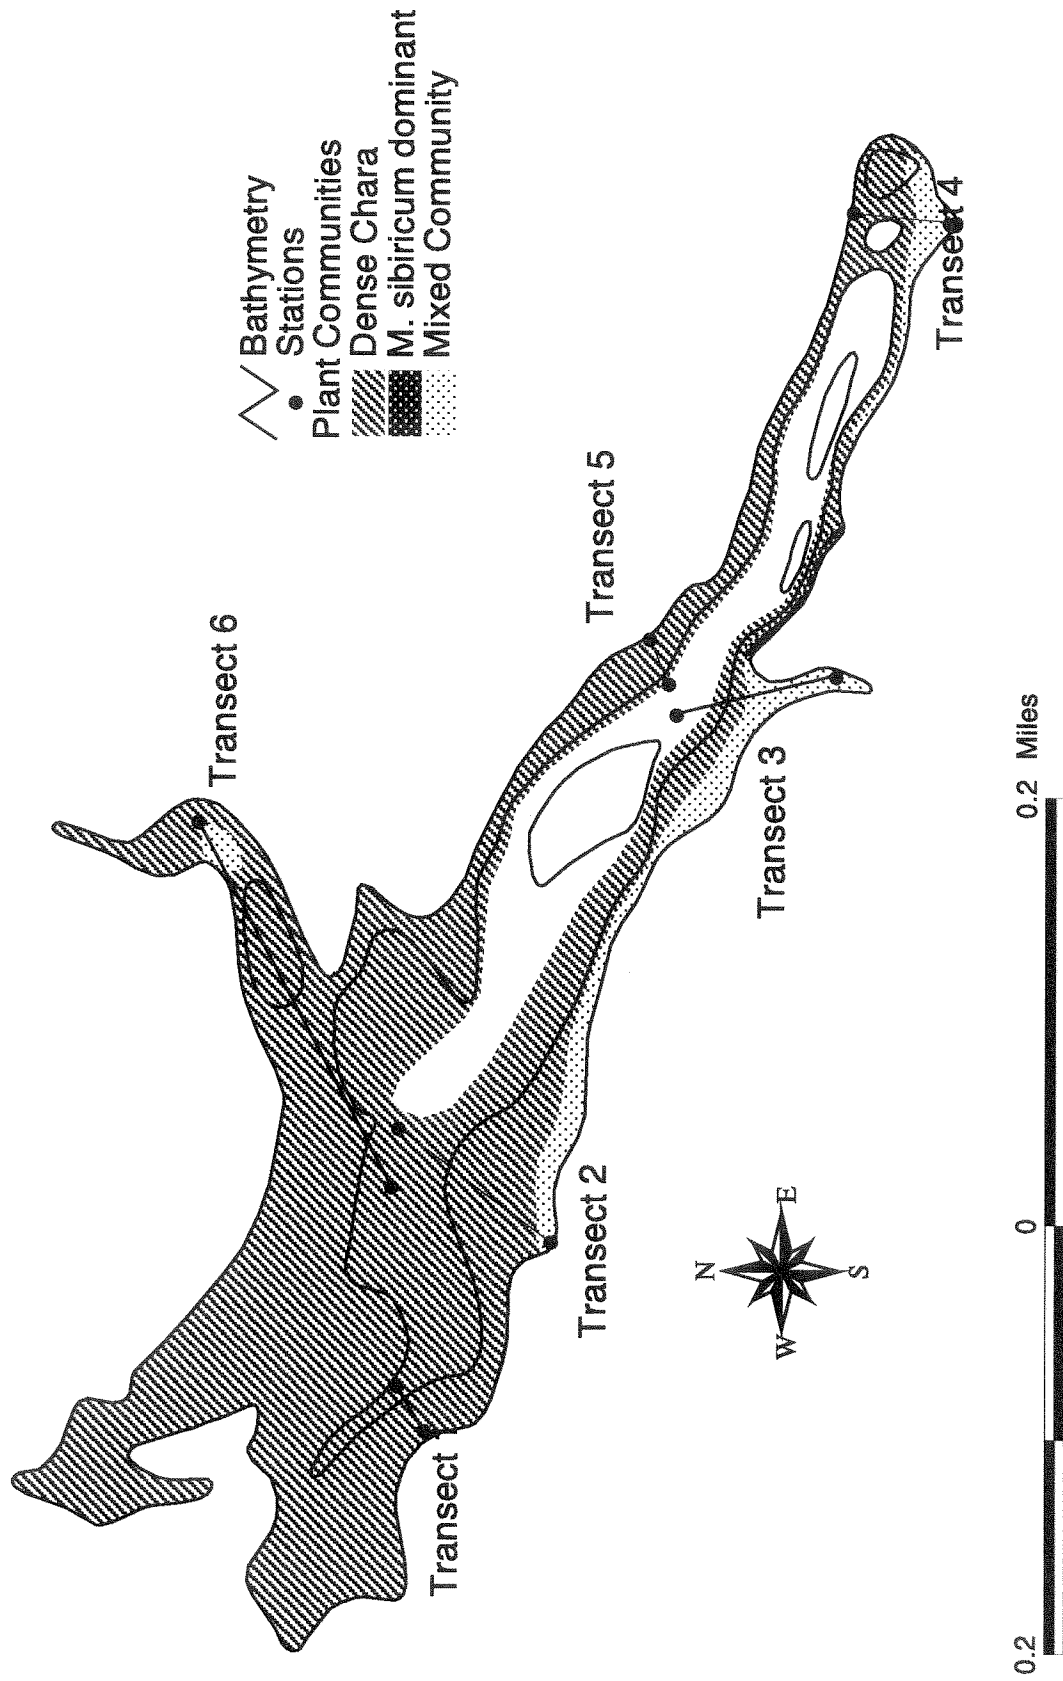 Bathymetry
Stations
Plant Communities
Dense Chara
M. sibiricum dominant
Mixed Community
Transect 6
Transect 5
Transect 4
Transect 3
Transect 2
Transect
N
W
E
S
0.2
0
0.2 Miles